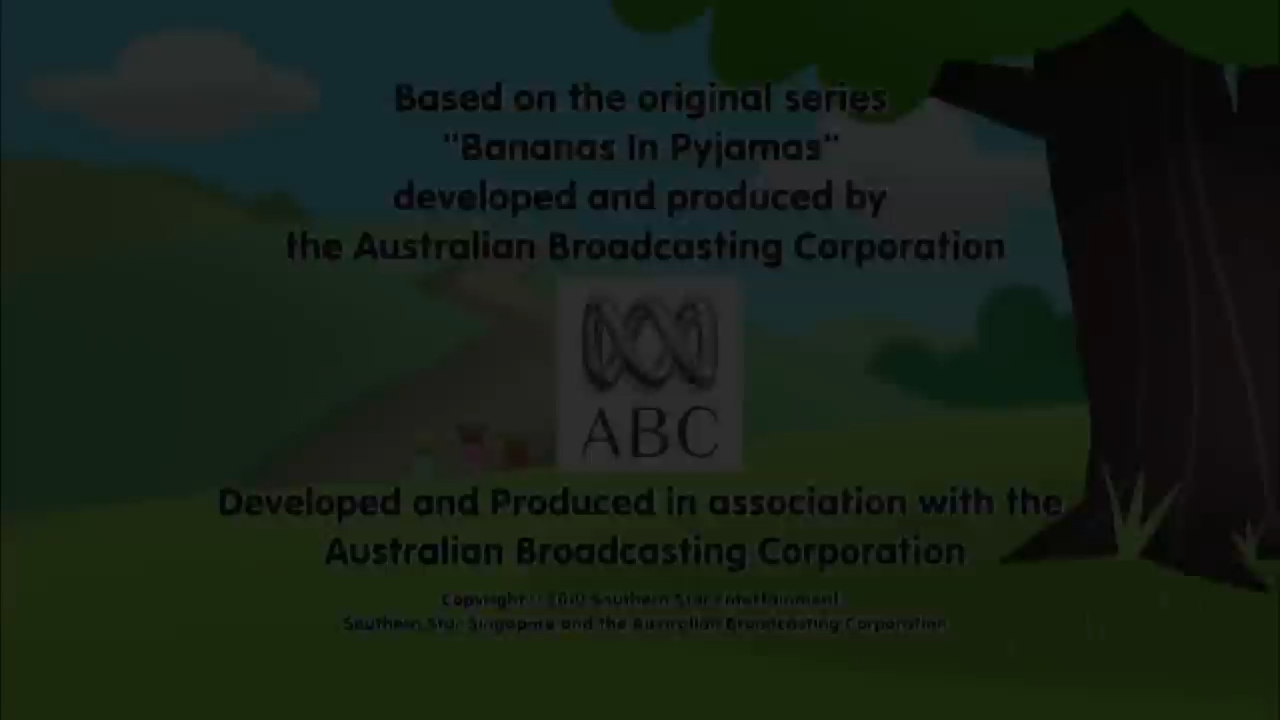 Based on the original series
"Bananas In Pyjamas"
developed and produced by
the Australian Broadcasting Corporation
ABC
Developed and Produced in association with the
Australian Broadcasting Corporation
Copyright © 2010 Southern Star Entertainment
Southern Star Singapore and the Australian Broadcasting Corporation